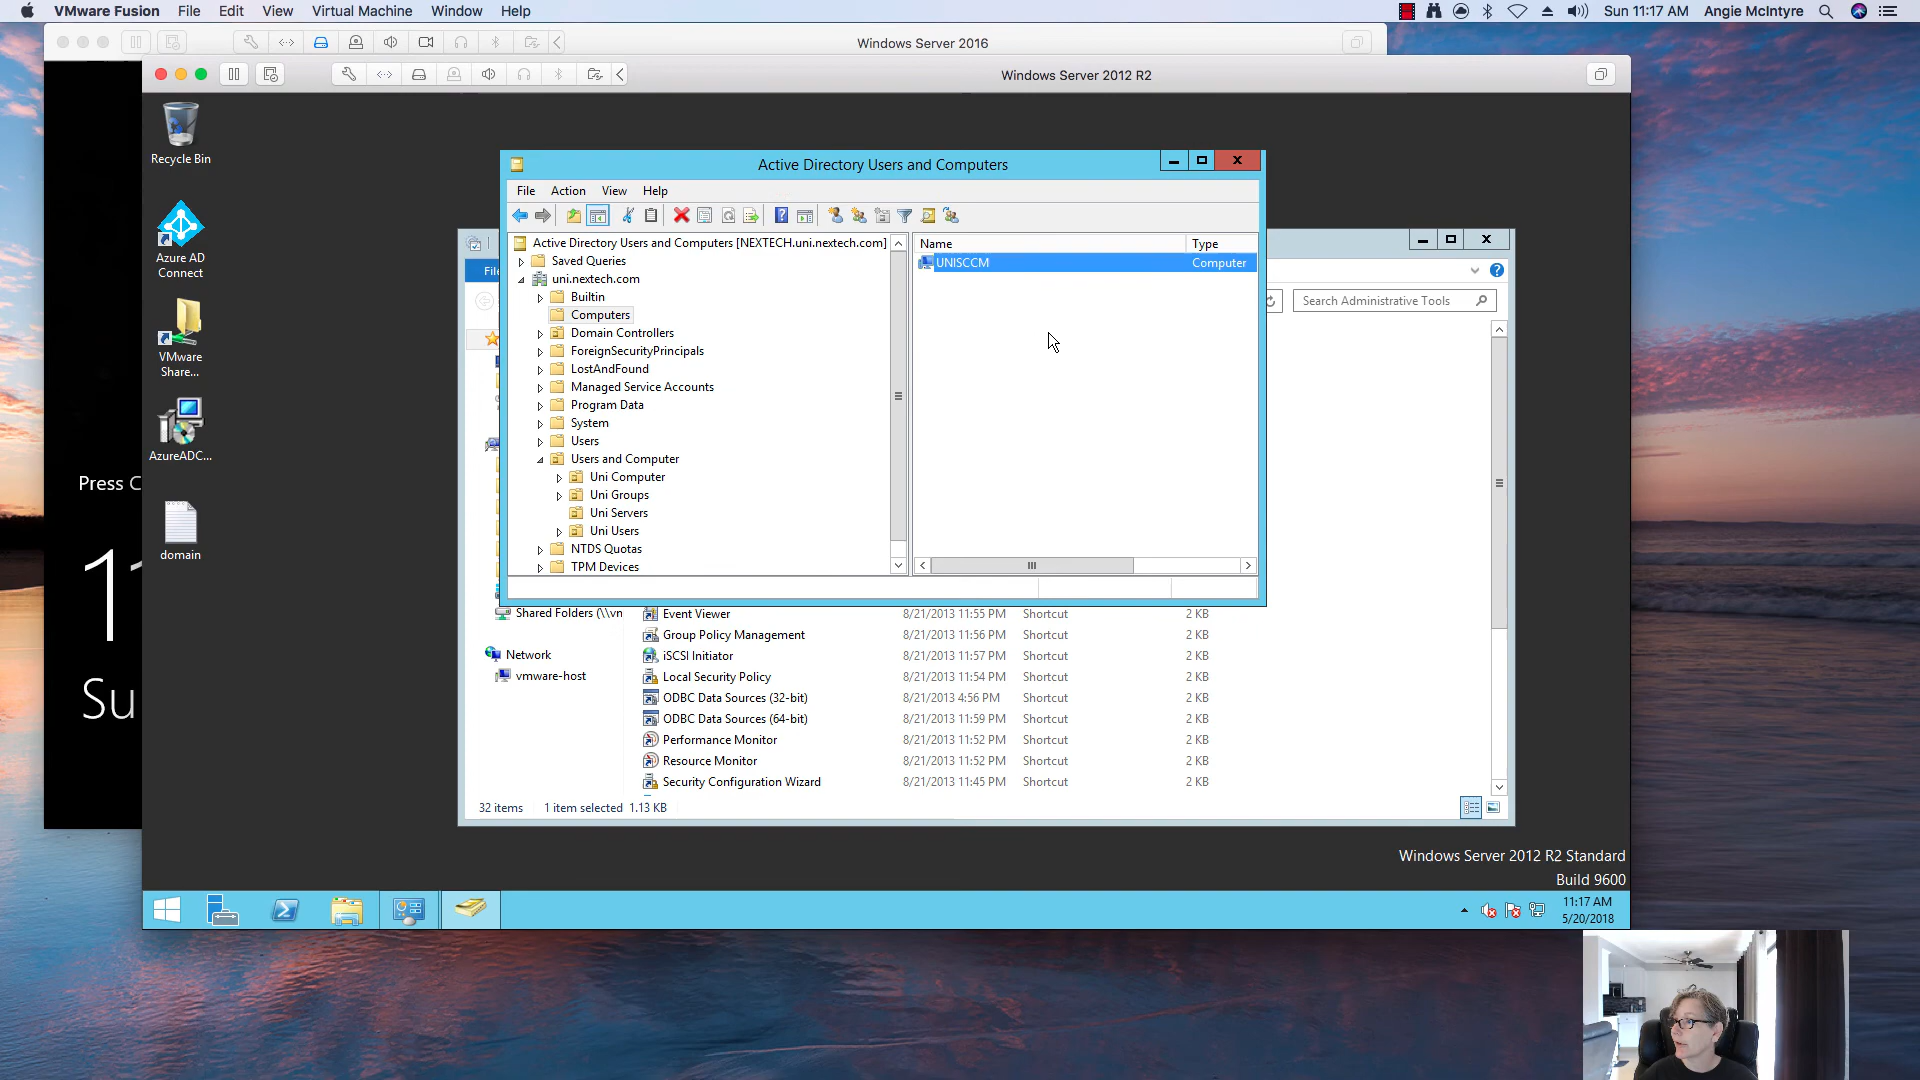 VMware Fusion File Edit View Virtual Machine Window Help Sun 11:17 AM Angie McIntyre
Windows Server 2016
Windows Server 2012 R2
Recycle Bin
Azure AD
Connect
VMware
Share...
AzureADC...
domain
Press C
11
Su
Active Directory Users and Computers
File Action View Help
Active Directory Users and Computers [NEXTECH.uni.nextech.com]
Saved Queries
uni.nextech.com
Builtin
Computers
Domain Controllers
ForeignSecurityPrincipals
LostAndFound
Managed Service Accounts
Program Data
System
Users
Users and Computer
Uni Computer
Uni Groups
Uni Servers
Uni Users
NTDS Quotas
TPM Devices
Name Type
UNISCCM Computer
File
Search Administrative Tools
Shared Folders (\\vn
Network
vmware-host
Event Viewer 8/21/2013 11:55 PM Shortcut 2 KB
Group Policy Management 8/21/2013 11:56 PM Shortcut 2 KB
iSCSI Initiator 8/21/2013 11:57 PM Shortcut 2 KB
Local Security Policy 8/21/2013 11:54 PM Shortcut 2 KB
ODBC Data Sources (32-bit) 8/21/2013 4:56 PM Shortcut 2 KB
ODBC Data Sources (64-bit) 8/21/2013 11:59 PM Shortcut 2 KB
Performance Monitor 8/21/2013 11:52 PM Shortcut 2 KB
Resource Monitor 8/21/2013 11:52 PM Shortcut 2 KB
Security Configuration Wizard 8/21/2013 11:45 PM Shortcut 2 KB
32 items 1 item selected 1.13 KB
Windows Server 2012 R2 Standard
Build 9600
11:17 AM
5/20/2018